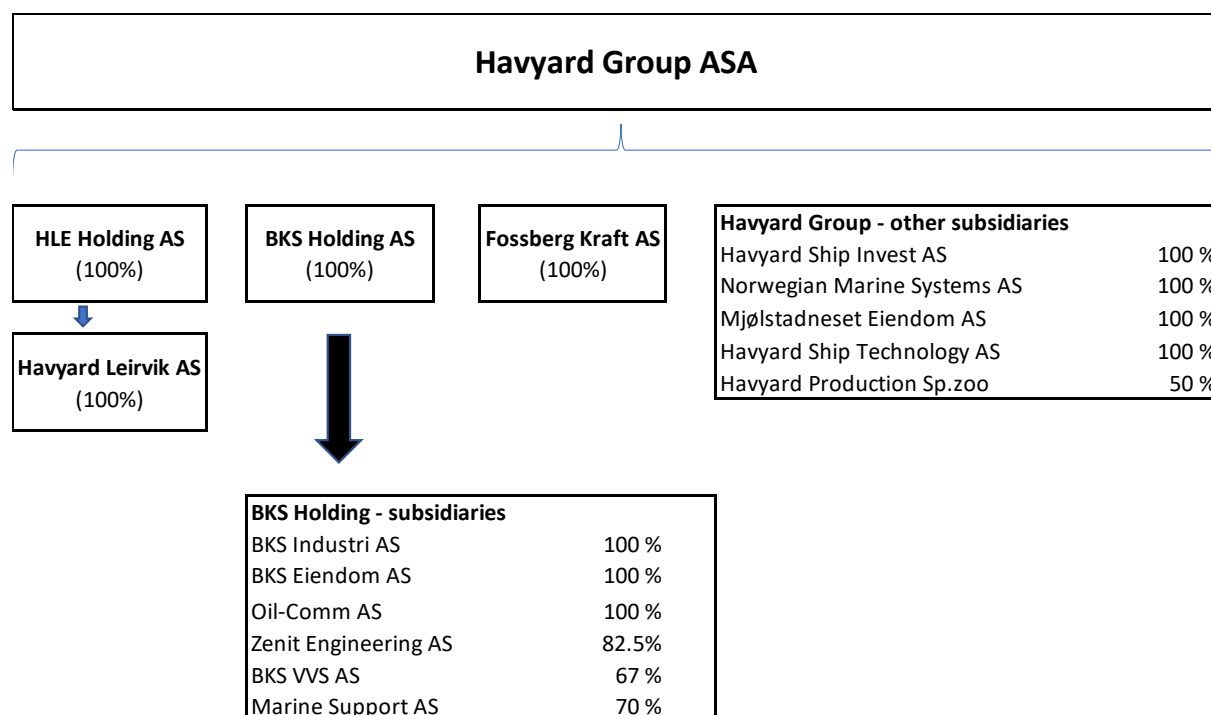 Havyard Group ASA
HLE Holding AS
(100%)
BKS Holding AS
(100%)
Fossberg Kraft AS
(100%)
Havyard Group - other subsidiaries
Havyard Ship Invest AS 100 %
Norwegian Marine Systems AS 100 %
Mjølstadneset Eiendom AS 100 %
Havyard Ship Technology AS 100 %
Havyard Production Sp.zoo 50 %
Havyard Leirvik AS
(100%)
BKS Holding - subsidiaries
BKS Industri AS 100 %
BKS Eiendom AS 100 %
Oil-Comm AS 100 %
Zenit Engineering AS 82.5%
BKS VVS AS 67 %
Marine Support AS 70 %